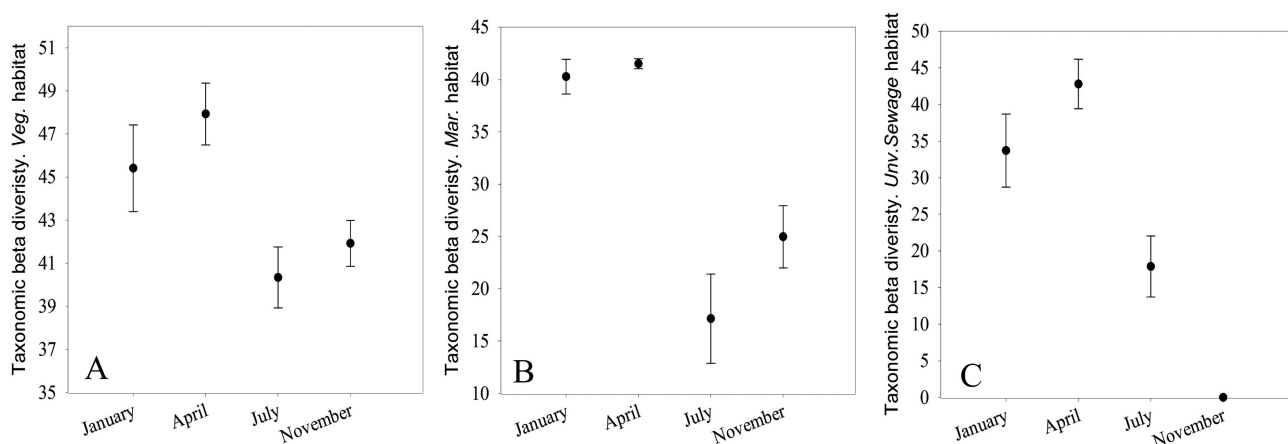 Taxonomic beta diveristy. Veg. habitat
51
49
47
45
43
41
39
37
35
A
January
April
July
November
Taxonomic beta diveristy. Mar. habitat
45
40
35
30
25
20
15
10
B
January
April
July
November
Taxonomic beta diveristy. Unv.Sewage habitat
50
45
40
35
30
25
20
15
10
5
0
C
January
April
July
November